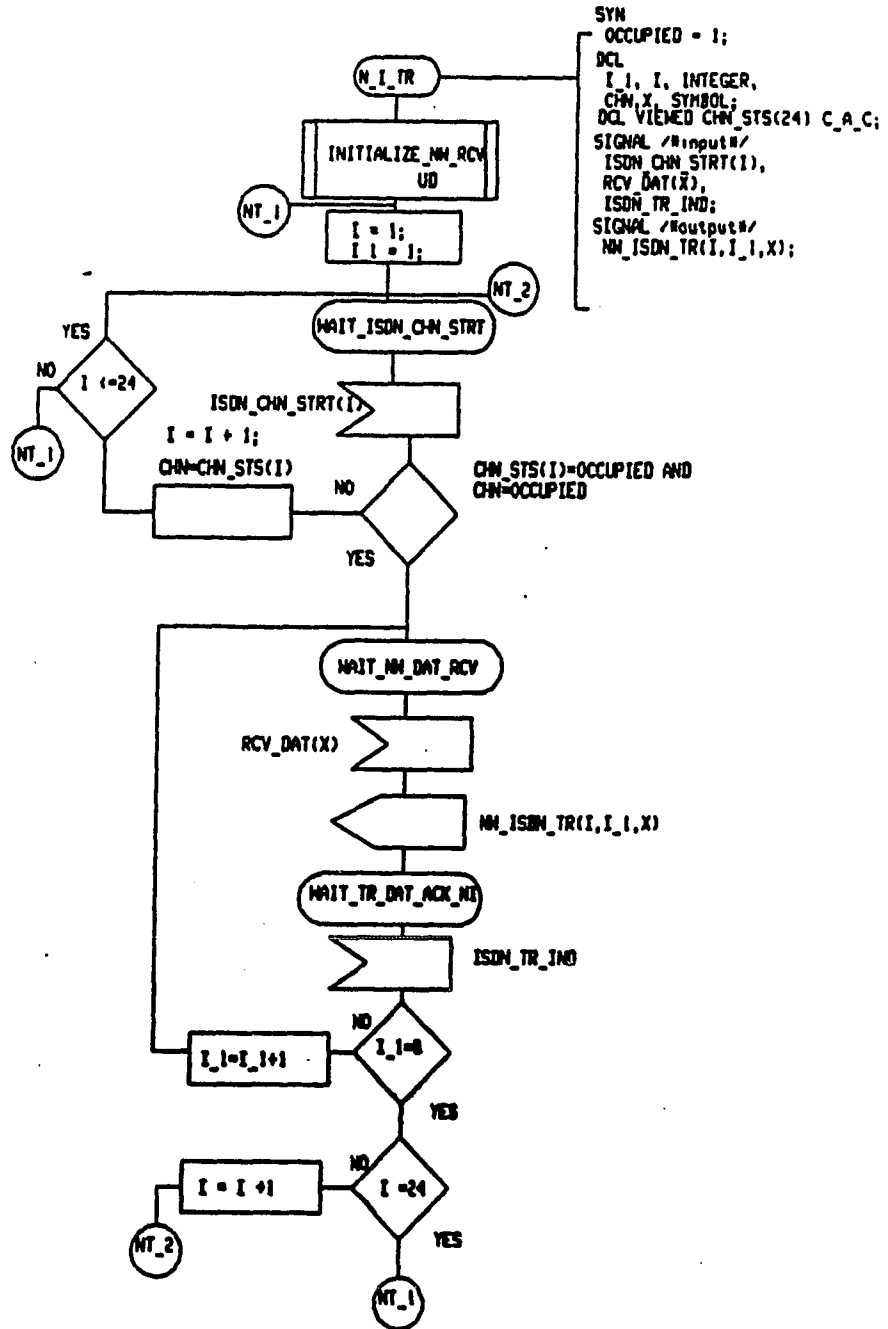 SYN
OCCUPIED = 1;
DCL
I_1, I, INTEGER,
CHN,X, SYMBOL;
DCL VIEWED CHN_STS(24) C_A_C;
SIGNAL /*input*/
ISDN_CHN_STRT(I),
RCV_DAT(X),
ISDN_TR_IND;
SIGNAL /*output*/
NW_ISDN_TR(I,I_1,X);
N_I_TR
INITIALIZE_NW_RCV
UD
NT_1
I = 1;
I_1 = 1;
NT_2
WAIT_ISDN_CHN_STRT
YES
NO
I <=24
NT_1
ISDN_CHN_STRT(I)
I = I + 1;
CHN=CHN_STS(I)
NO
CHN_STS(I)=OCCUPIED AND
CHN=OCCUPIED
YES
WAIT_NW_DAT_RCV
RCV_DAT(X)
NW_ISDN_TR(I,I_1,X)
WAIT_TR_DAT_ACK_NI
ISDN_TR_IND
NO
I_1=8
I_1=I_1+1
YES
NO
I =24
I = I +1
YES
NT_2
NT_1